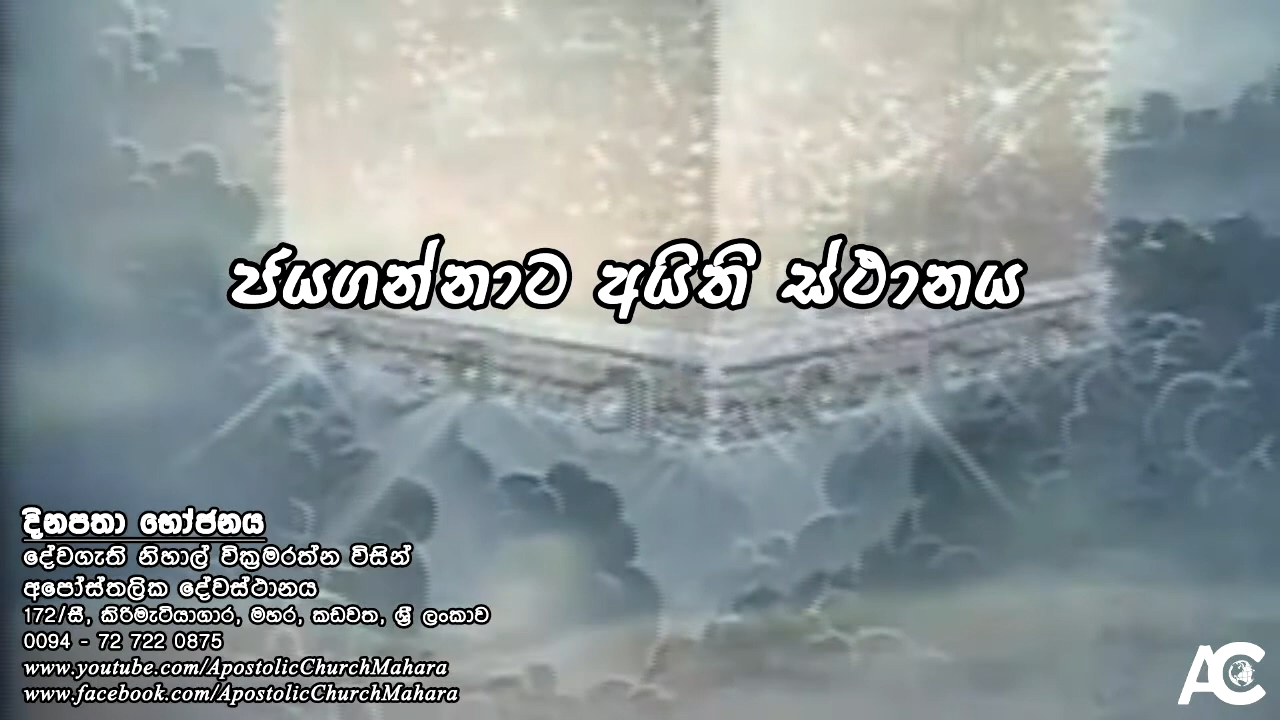 ජයගන්නාට අයිති ස්ථානය
දිනපතා භෝජනය
දේවගැති නිහාල් වික්‍රමරත්න විසින්
අපෝස්තලික දේවස්ථානය
172/සී, කිරිමැටියාගාර, මහර, කඩවත, ශ්‍රී ලංකාව
0094 - 72 722 0875
www.youtube.com/ApostolicChurchMahara
www.facebook.com/ApostolicChurchMahara
AC